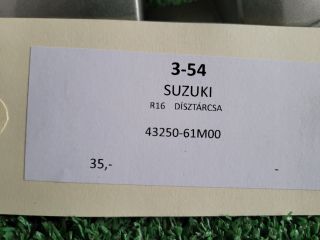 3-54
SUZUKI
R16 DÍSZTÁRCSA
43250-61M00
35,- -